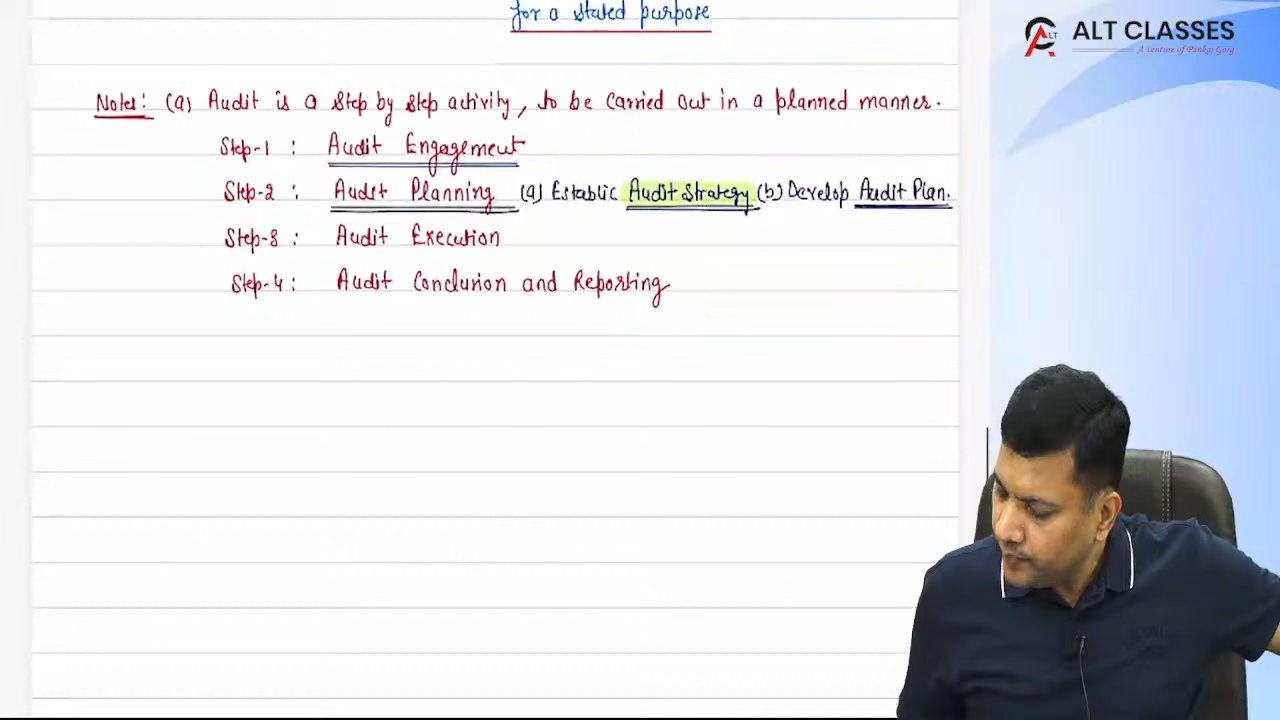 for a stated purpose
ALT CLASSES
A venture of Pankaj Garg
Notes: (a) Audit is a step by step activity, to be carried out in a planned manner.
Step-1 : Audit Engagement
Step-2 : Audit Planning (a) Establic Audit Strategy (b) Develop Audit Plan.
Step-3 : Audit Execution
Step-4 : Audit Conclusion and Reporting